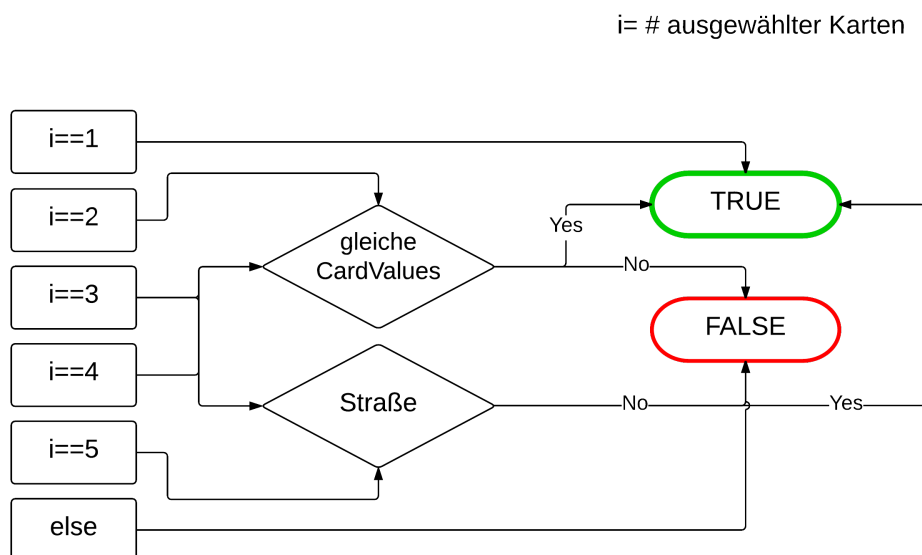 i= # ausgewählter Karten
i==1
i==2
i==3
i==4
i==5
else
gleiche
CardValues
Straße
Yes
No
No
Yes
TRUE
FALSE